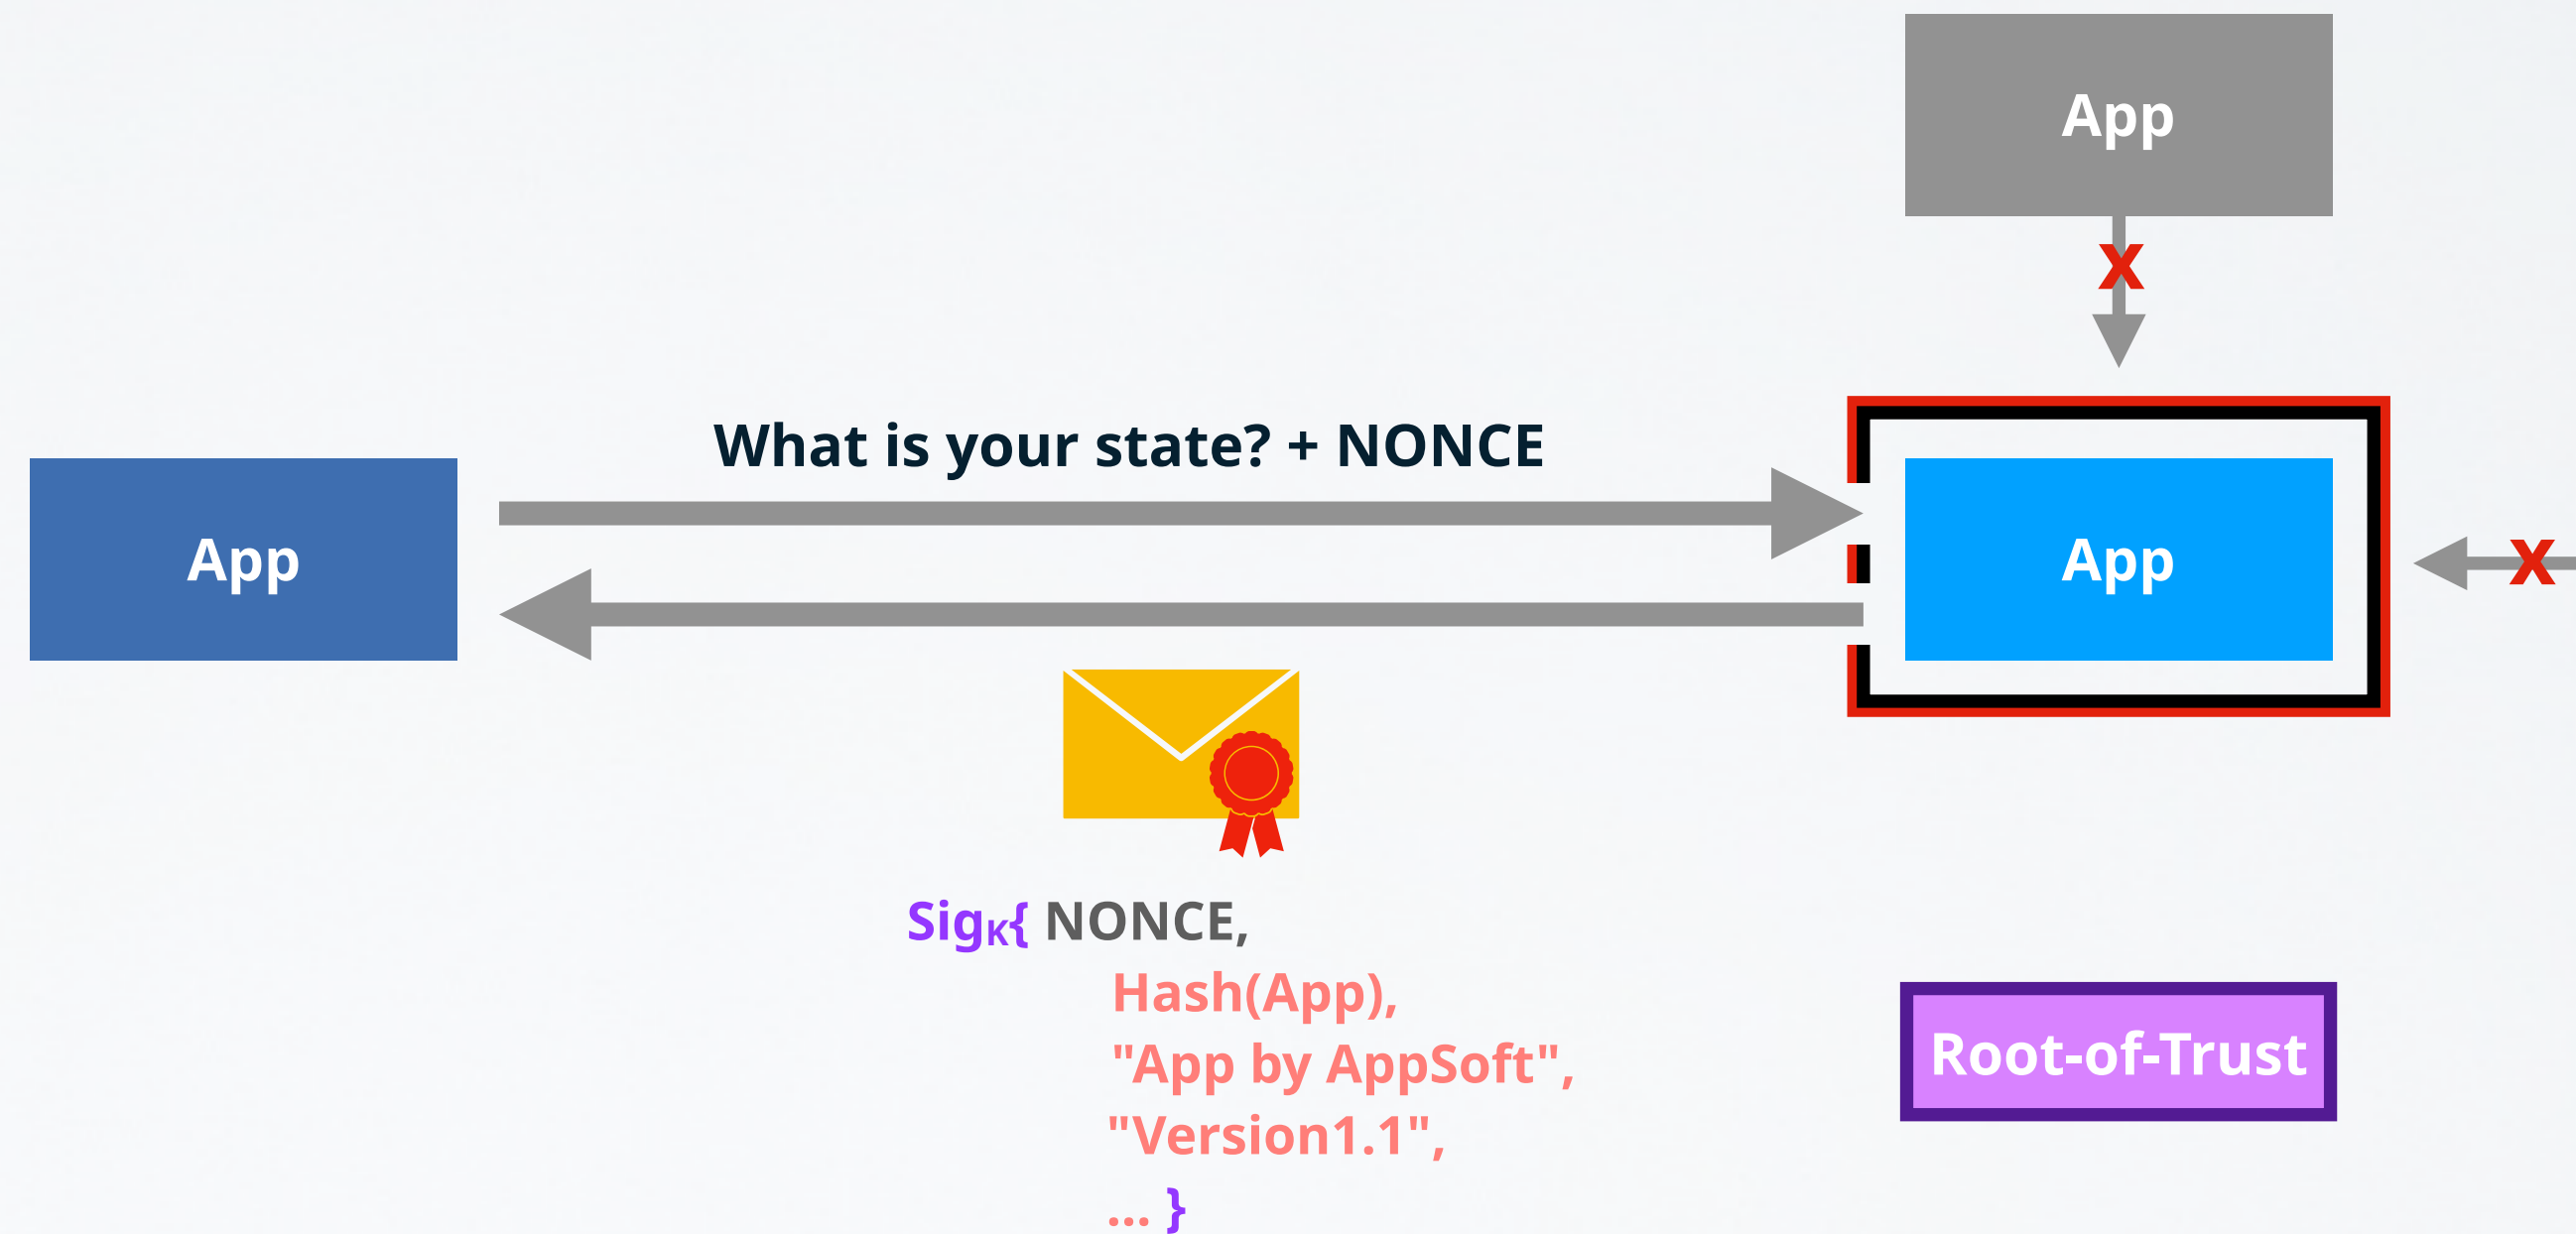 App
x
What is your state? + NONCE
App
App
x
SigK{ NONCE,
Hash(App),
"App by AppSoft",
"Version1.1",
... }
Root-of-Trust